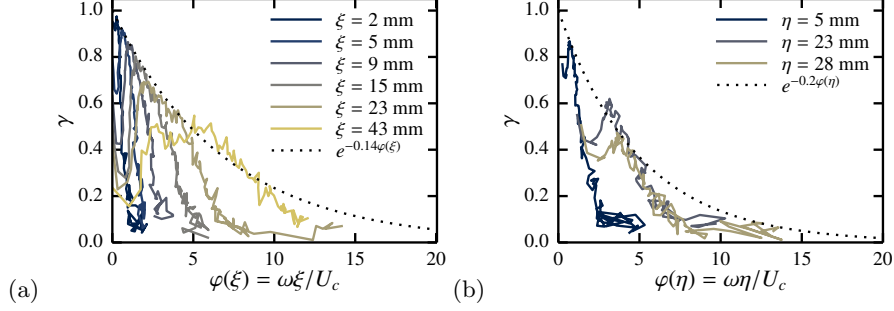 1.0
0.8
0.6
0.4
0.2
0.0
γ
ξ = 2 mm
ξ = 5 mm
ξ = 9 mm
ξ = 15 mm
ξ = 23 mm
ξ = 43 mm
e^{-0.14φ(ξ)}
0 5 10 15 20
φ(ξ) = ωξ/U_c
(a)
1.0
0.8
0.6
0.4
0.2
0.0
γ
η = 5 mm
η = 23 mm
η = 28 mm
e^{-0.2φ(η)}
0 5 10 15 20
φ(η) = ωη/U_c
(b)